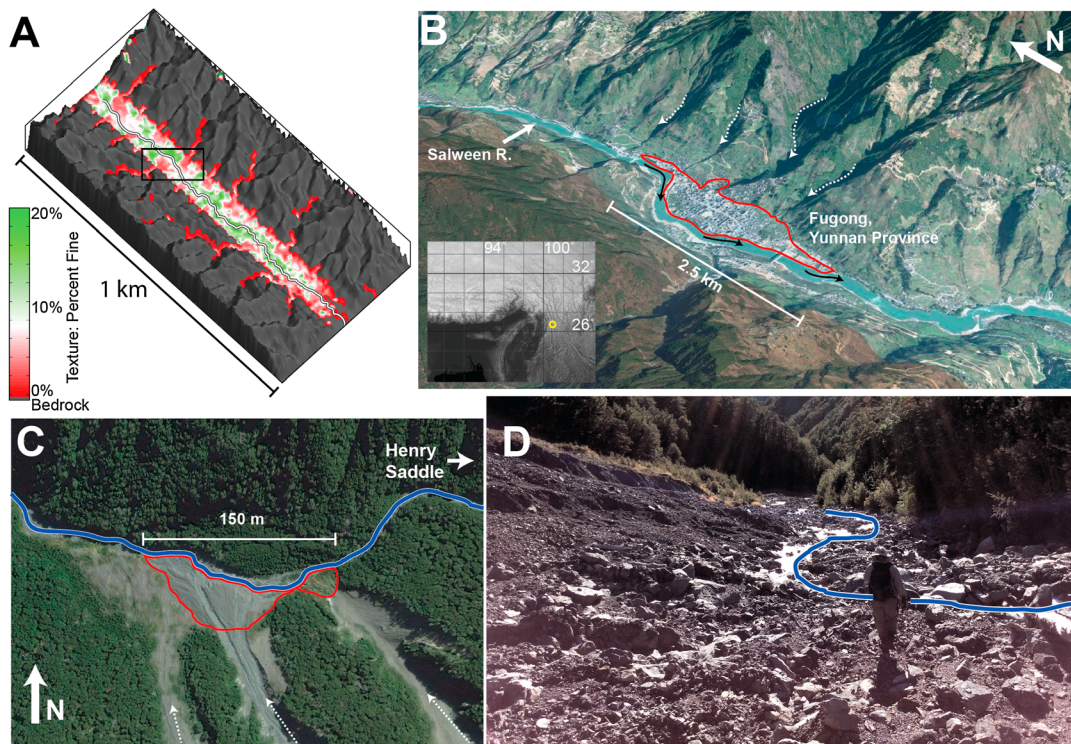 A
20%
10%
0%
Bedrock
Texture: Percent Fine
1 km
B
N
Salween R.
Fugong,
Yunnan Province
2.5 km
94° 100°
32°
26°
C
Henry
Saddle
150 m
N
D